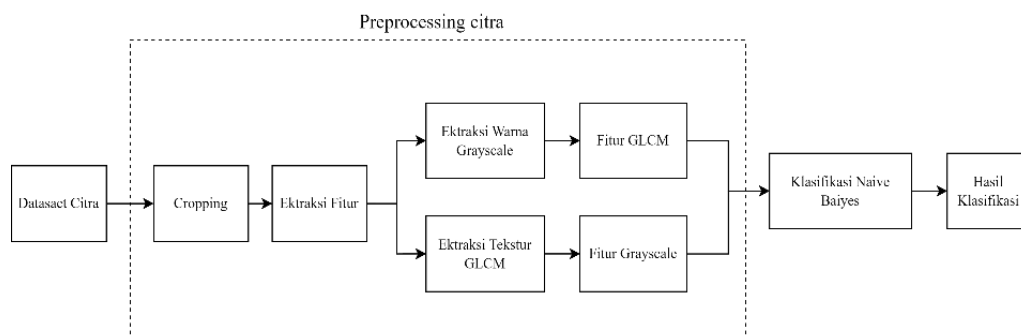 Preprocessing citra
Datasact Citra
Cropping
Ektraksi Fitur
Ektraksi Warna
Grayscale
Fitur GLCM
Ektraksi Tekstur
GLCM
Fitur Grayscale
Klasifikasi Naive
Baiyes
Hasil
Klasifikasi